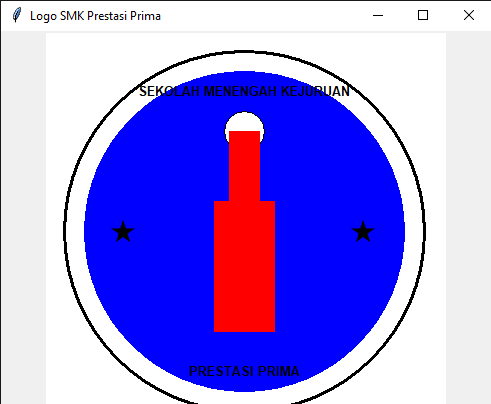 Logo SMK Prestasi Prima
SEKOLAH MENENGAH KEJURUAN
PRESTASI PRIMA